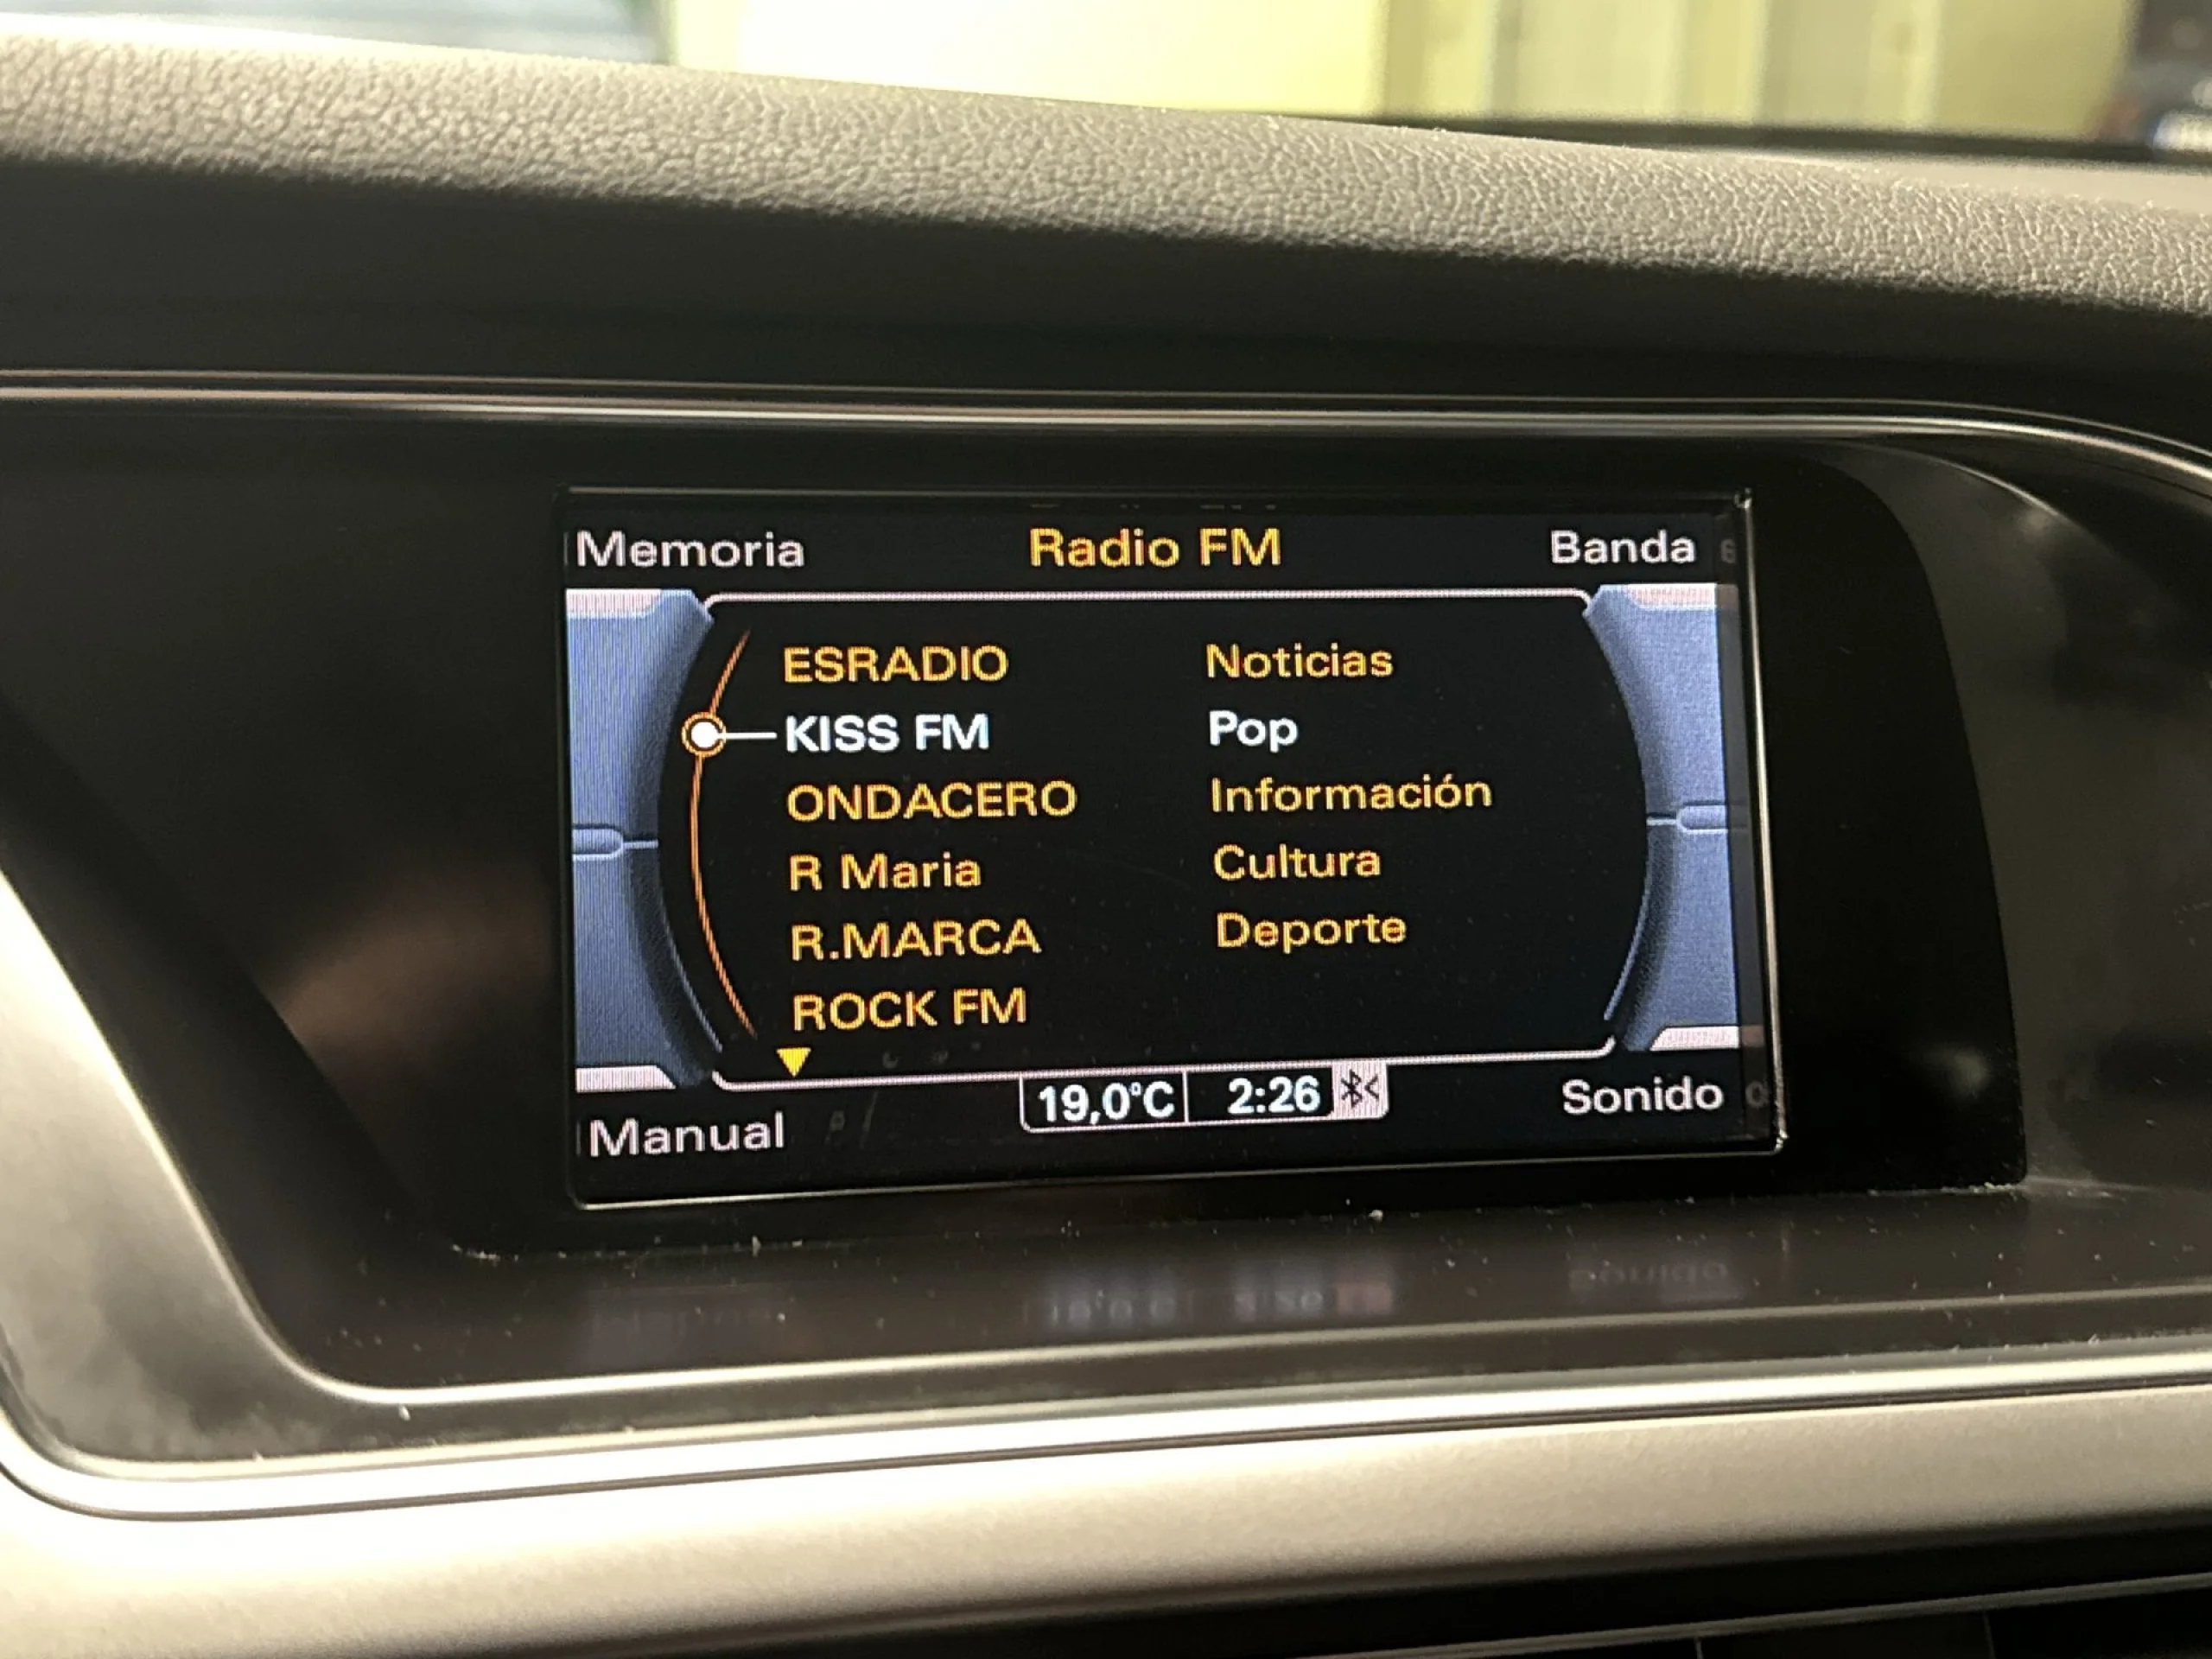 Memoria Radio FM Banda
ESRADIO Noticias
KISS FM Pop
ONDACERO Información
R Maria Cultura
R.MARCA Deporte
ROCK FM
19,0°C 2:26
Manual Sonido